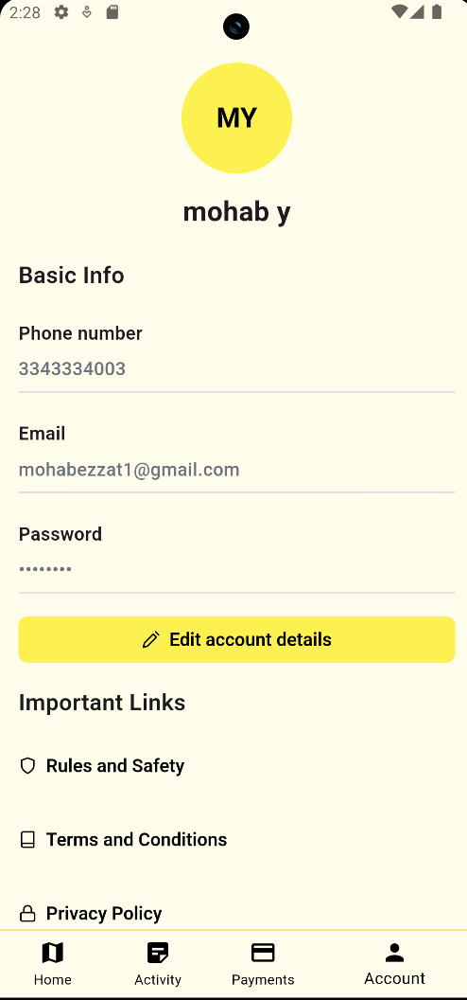 2:28
MY
mohab y
Basic Info
Phone number
3343334003
Email
mohabezzat1@gmail.com
Password
••••••••
Edit account details
Important Links
Rules and Safety
Terms and Conditions
Privacy Policy
Home Activity Payments Account